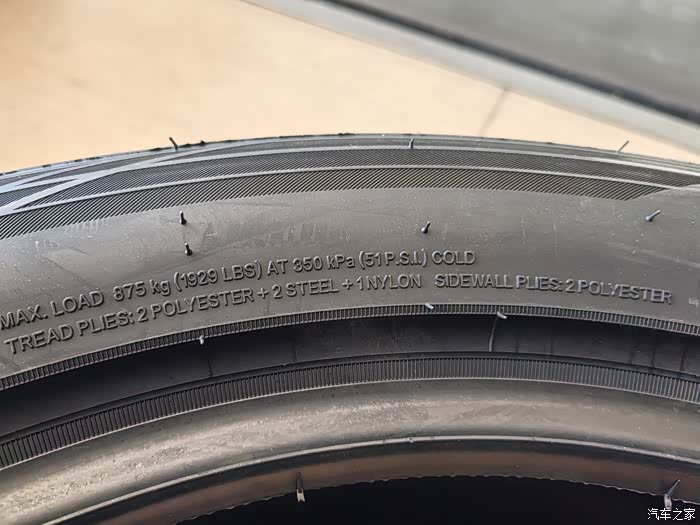 MAX. LOAD 875 kg (1929 LBS) AT 350 kPa (51 P.S.I.) COLD
TREAD PLIES: 2 POLYESTER + 2 STEEL + 1 NYLON SIDEWALL PLIES: 2 POLYESTER
汽车之家